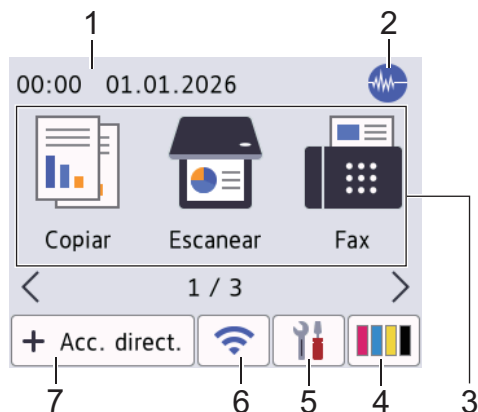 1 2
00:00 01.01.2026
Copiar Escanear Fax
1 / 3
+ Acc. direct.
7 6 5 4 3